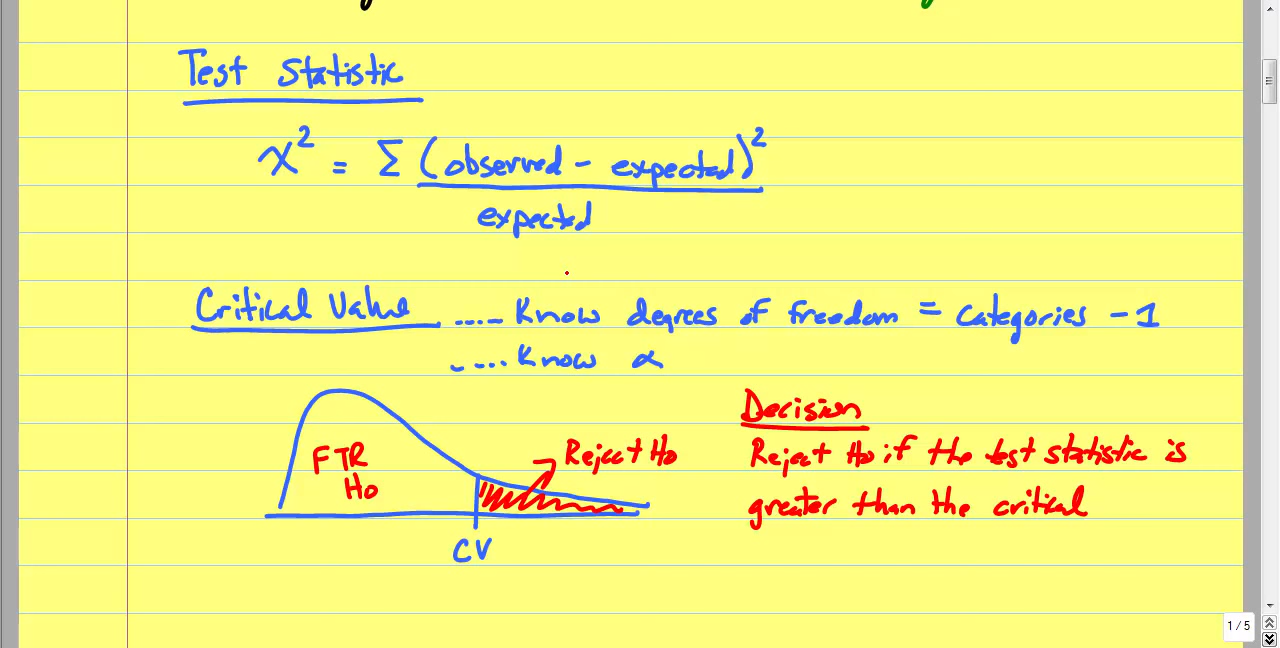 Test Statistic
χ² = Σ (observed - expected)²
expected
Critical Value ..... Know degrees of freedom = categories - 1
..... Know α
Decision
FTR
Ho
Reject Ho
Reject Ho if the test statistic is
greater than the critical
CV
1 / 5